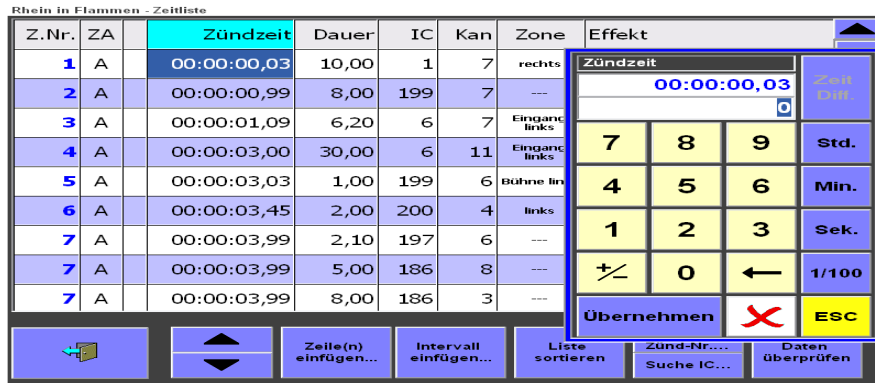 Rhein in Flammen - Zeitliste
Z.Nr. ZA Zündzeit Dauer IC Kan Zone Effekt
1 A 00:00:00,03 10,00 1 7 rechts
2 A 00:00:00,99 8,00 199 7 ---
3 A 00:00:01,09 6,20 6 7 Eingang links
4 A 00:00:03,00 30,00 6 11 Eingang links
5 A 00:00:03,03 1,00 199 6 Bühne lin
6 A 00:00:03,45 2,00 200 4 links
7 A 00:00:03,99 2,10 197 6 ---
7 A 00:00:03,99 5,00 186 8 ---
7 A 00:00:03,99 8,00 186 3 ---
Zündzeit
00:00:00,03
0
Zeit Diff.
7 8 9 Std.
4 5 6 Min.
1 2 3 Sek.
+/- 0 ← 1/100
Übernehmen ESC
Zeile(n) einfügen...
Intervall einfügen...
Liste sortieren
Zünd-Nr....
Suche IC...
Daten überprüfen